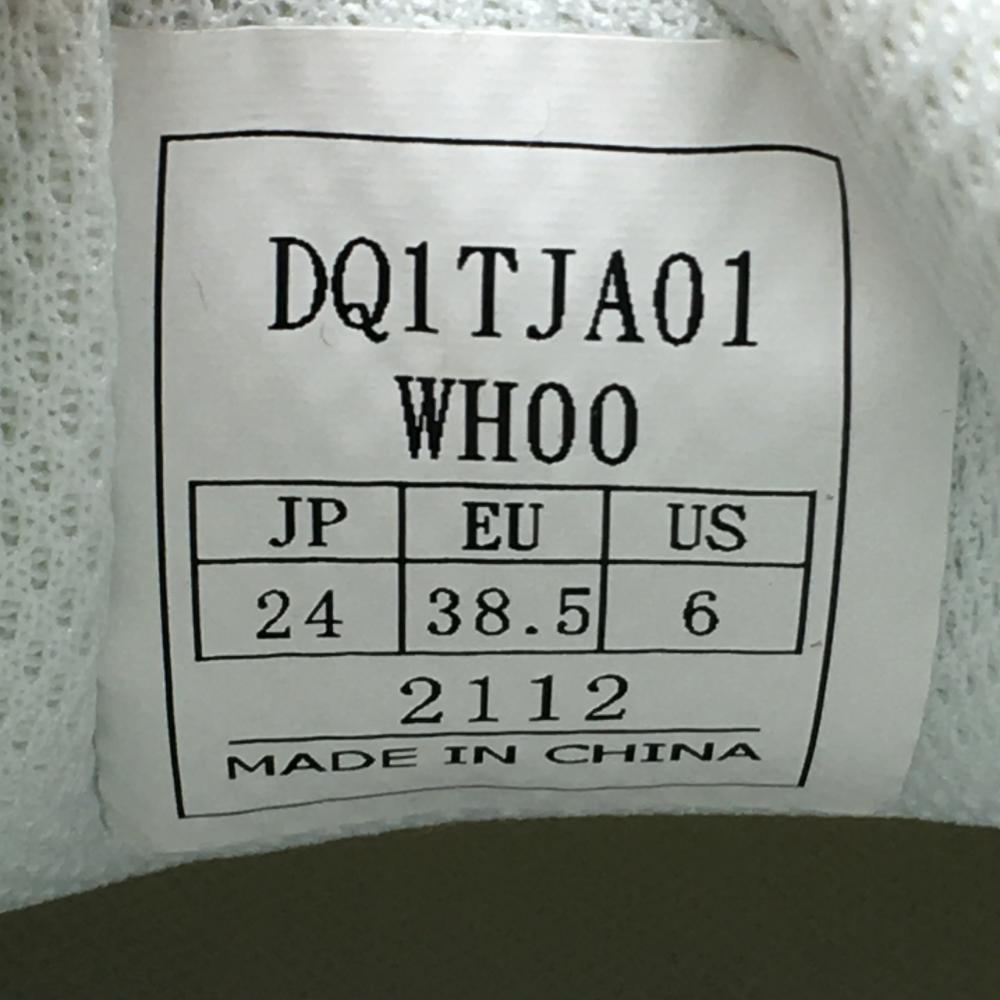 DQ1TJA01
WH00
JP EU US
24 38.5 6
2112
MADE IN CHINA